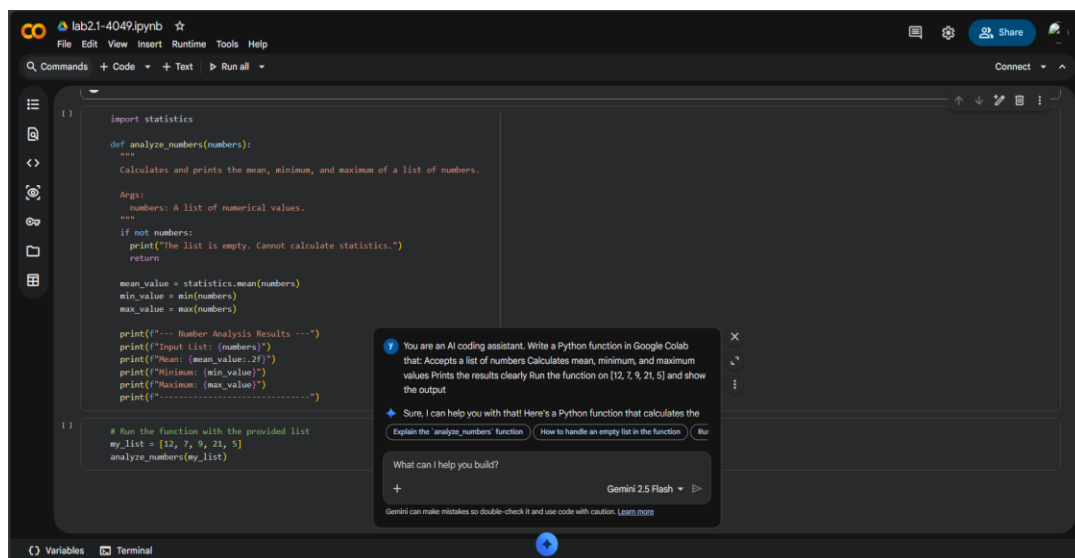 lab2.1-4049.ipynb
File Edit View Insert Runtime Tools Help
Share
Commands + Code + Text Run all
Connect
[ ]
import statistics
def analyze_numbers(numbers):
"""
Calculates and prints the mean, minimum, and maximum of a list of numbers.
Args:
numbers: A list of numerical values.
"""
if not numbers:
print("The list is empty. Cannot calculate statistics.")
return
mean_value = statistics.mean(numbers)
min_value = min(numbers)
max_value = max(numbers)
print(f"--- Number Analysis Results ---")
print(f"Input List: {numbers}")
print(f"Mean: {mean_value:.2f}")
print(f"Minimum: {min_value}")
print(f"Maximum: {max_value}")
print(f"-------------------------------")
[ ]
# Run the function with the provided list
my_list = [12, 7, 9, 21, 5]
analyze_numbers(my_list)
Y
You are an AI coding assistant. Write a Python function in Google Colab
that: Accepts a list of numbers Calculates mean, minimum, and maximum
values Prints the results clearly Run the function on [12, 7, 9, 21, 5] and show
the output
Sure, I can help you with that! Here's a Python function that calculates the
Explain the `analyze_numbers` function
How to handle an empty list in the function
Ru
What can I help you build?
+ Gemini 2.5 Flash
Gemini can make mistakes so double-check it and use code with caution. Learn more
{} Variables Terminal